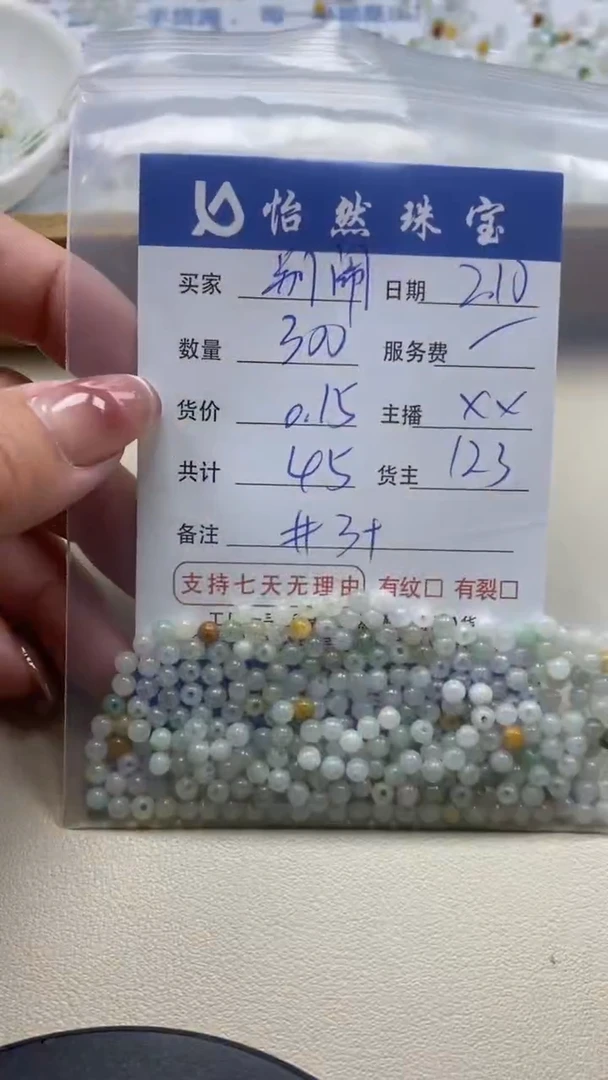 怡然珠宝
买家 别闹 日期 2.10
数量 300 服务费 /
货价 0.15 主播 XX
共计 45 货主 123
备注 #3+
支持七天无理由 有纹□ 有裂□